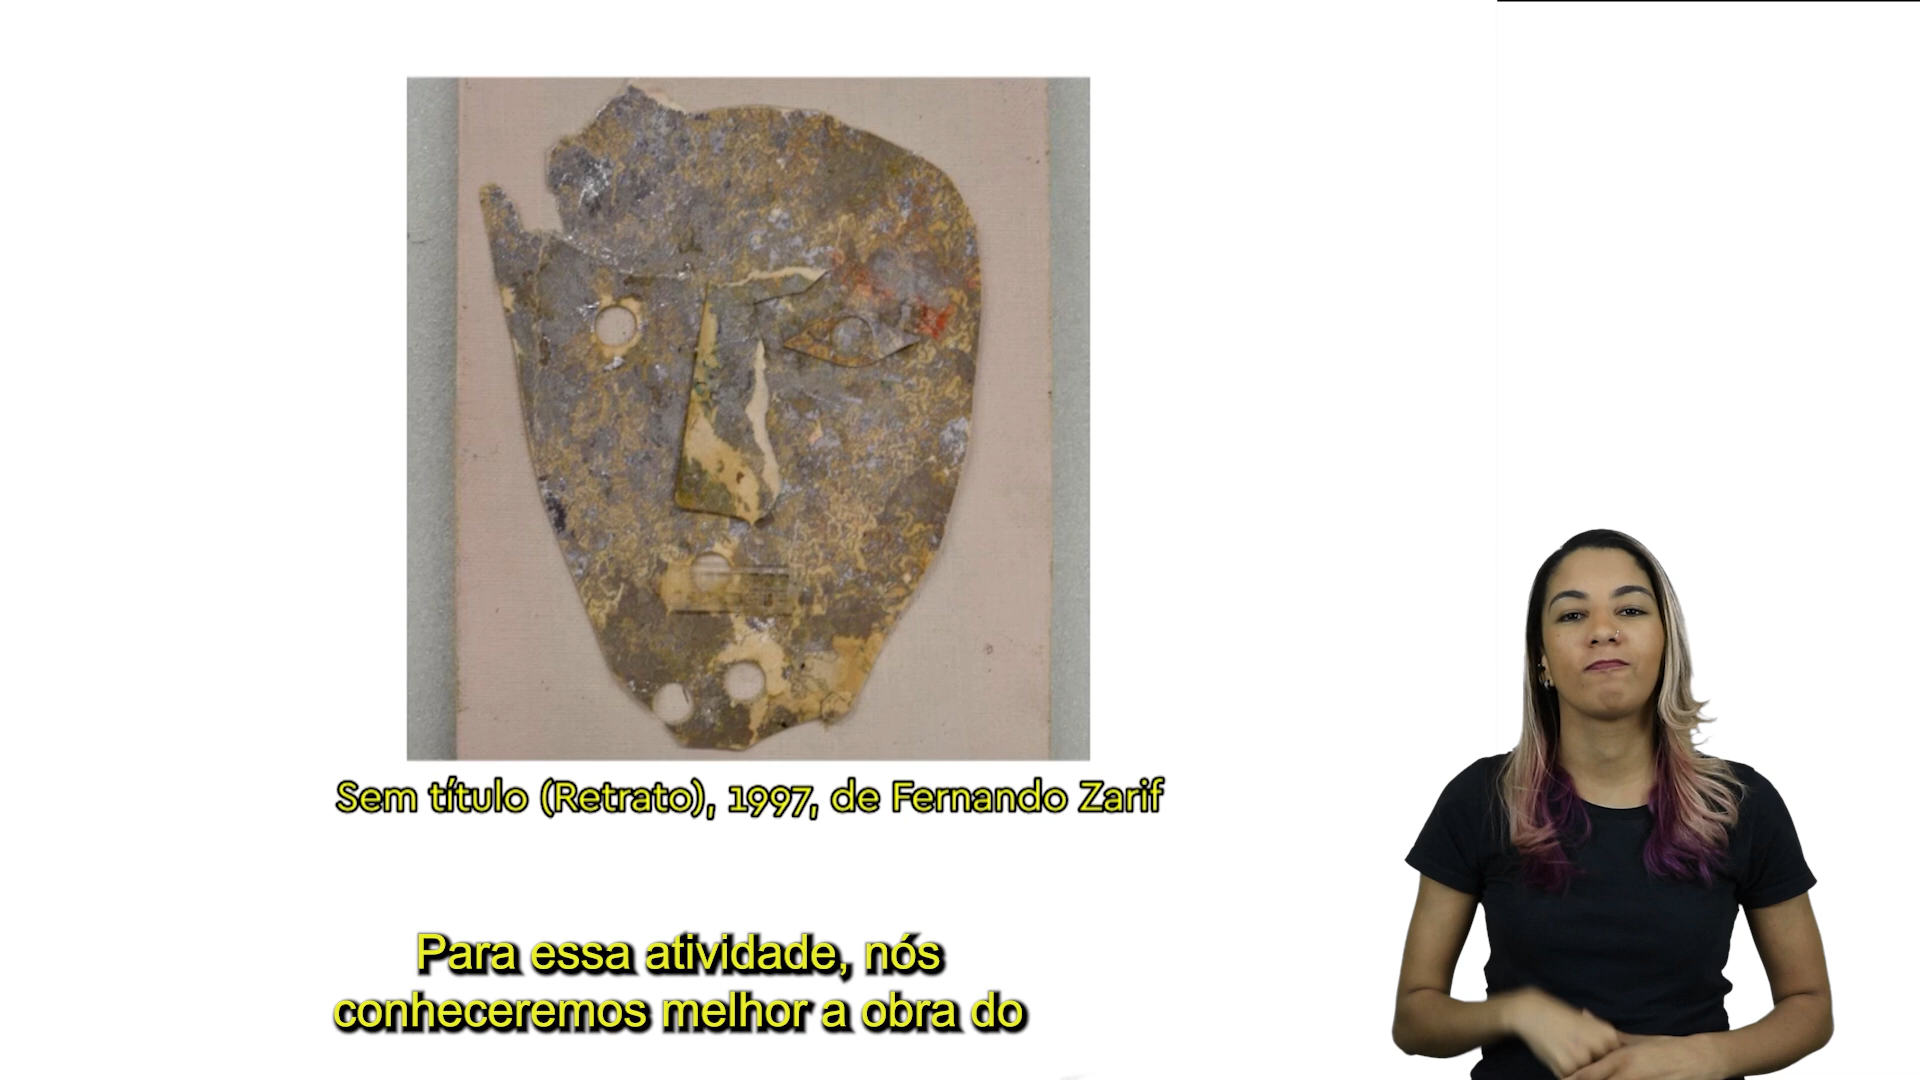 Sem título (Retrato), 1997, de Fernando Zarif
Para essa atividade, nós
conheceremos melhor a obra do